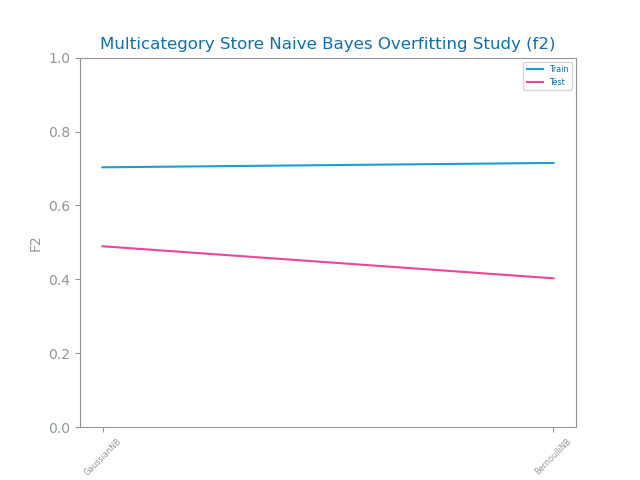 Multicategory Store Naive Bayes Overfitting Study (f2)
1.0
Train
Test
0.8
0.6
F2
0.4
0.2
0.0
GaussianNB
BernoulliNB